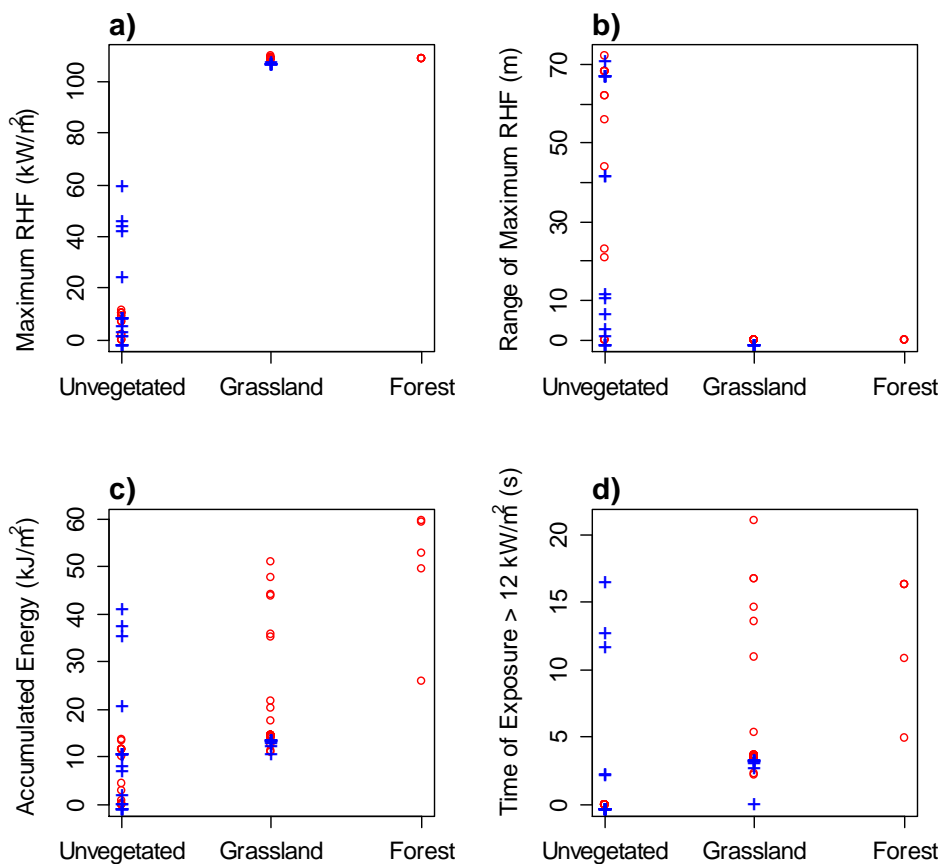 a)
Maximum RHF (kW/m²)
0 20 40 60 80 100
Unvegetated Grassland Forest
b)
Range of Maximum RHF (m)
0 10 30 50 70
Unvegetated Grassland Forest
c)
Accumulated Energy (kJ/m²)
0 10 20 30 40 50 60
Unvegetated Grassland Forest
d)
Time of Exposure > 12 kW/m² (s)
0 5 10 15 20
Unvegetated Grassland Forest